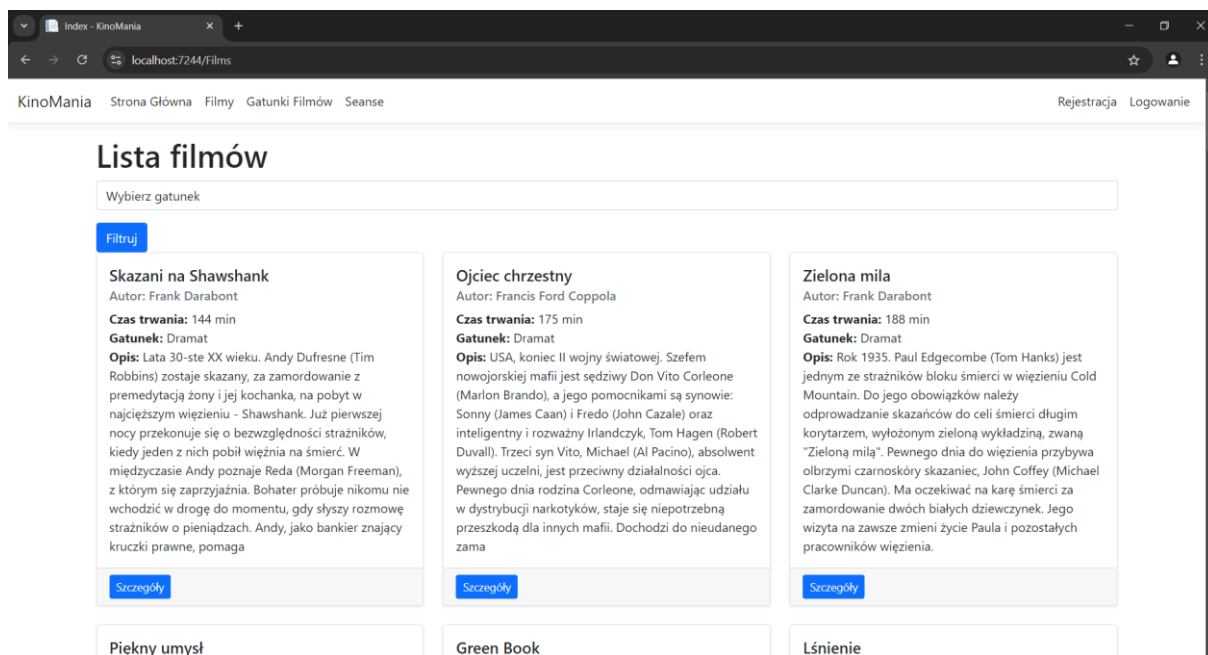 Index - KinoMania
localhost:7244/Films
KinoMania Strona Główna Filmy Gatunki Filmów Seanse Rejestracja Logowanie
Lista filmów
Wybierz gatunek
Filtruj
Skazani na Shawshank
Autor: Frank Darabont
Czas trwania: 144 min
Gatunek: Dramat
Opis: Lata 30-ste XX wieku. Andy Dufresne (Tim
Robbins) zostaje skazany, za zamordowanie z
premedytacją żony i jej kochanka, na pobyt w
najcięższym więzieniu - Shawshank. Już pierwszej
nocy przekonuje się o bezwzględności strażników,
kiedy jeden z nich pobił więźnia na śmierć. W
międzyczasie Andy poznaje Reda (Morgan Freeman),
z którym się zaprzyjaźnia. Bohater próbuje nikomu nie
wchodzić w drogę do momentu, gdy słyszy rozmowę
strażników o pieniądzach. Andy, jako bankier znający
kruczki prawne, pomaga
Szczegóły
Ojciec chrzestny
Autor: Francis Ford Coppola
Czas trwania: 175 min
Gatunek: Dramat
Opis: USA, koniec II wojny światowej. Szefem
nowojorskiej mafii jest sędziwy Don Vito Corleone
(Marlon Brando), a jego pomocnikami są synowie:
Sonny (James Caan) i Fredo (John Cazale) oraz
inteligentny i rozważny Irlandczyk, Tom Hagen (Robert
Duvall). Trzeci syn Vito, Michael (Al Pacino), absolwent
wyższej uczelni, jest przeciwny działalności ojca.
Pewnego dnia rodzina Corleone, odmawiając udziału
w dystrybucji narkotyków, staje się niepotrzebną
przeszkodą dla innych mafii. Dochodzi do nieudanego
zama
Szczegóły
Zielona mila
Autor: Frank Darabont
Czas trwania: 188 min
Gatunek: Dramat
Opis: Rok 1935. Paul Edgecombe (Tom Hanks) jest
jednym ze strażników bloku śmierci w więzieniu Cold
Mountain. Do jego obowiązków należy
odprowadzanie skazańców do celi śmierci długim
korytarzem, wyłożonym zieloną wykładziną, zwaną
"Zieloną milą". Pewnego dnia do więzienia przybywa
olbrzymi czarnoskóry skazaniec, John Coffey (Michael
Clarke Duncan). Ma oczekiwać na karę śmierci za
zamordowanie dwóch białych dziewczynek. Jego
wizyta na zawsze zmieni życie Paula i pozostałych
pracowników więzienia.
Szczegóły
Piękny umysł
Green Book
Lśnienie